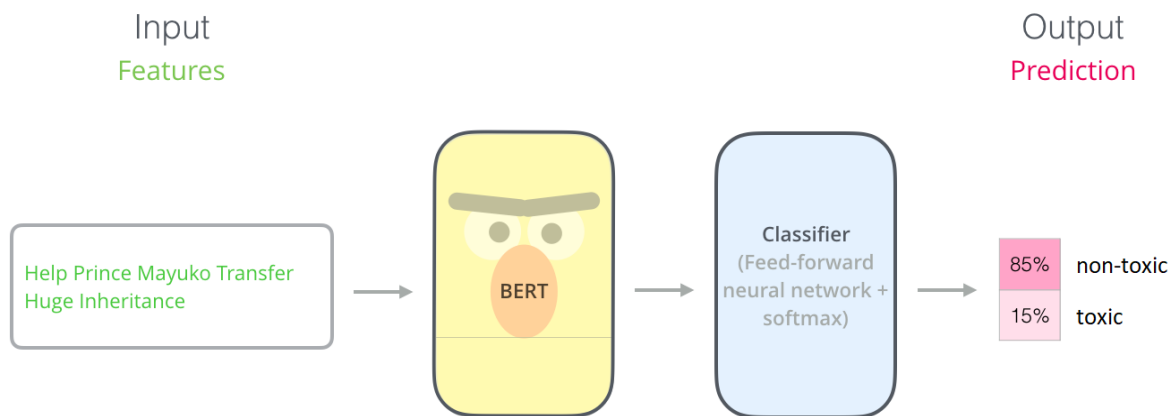 Input
Features
Output
Prediction
Help Prince Mayuko Transfer
Huge Inheritance
BERT
Classifier
(Feed-forward
neural network +
softmax)
85% non-toxic
15% toxic